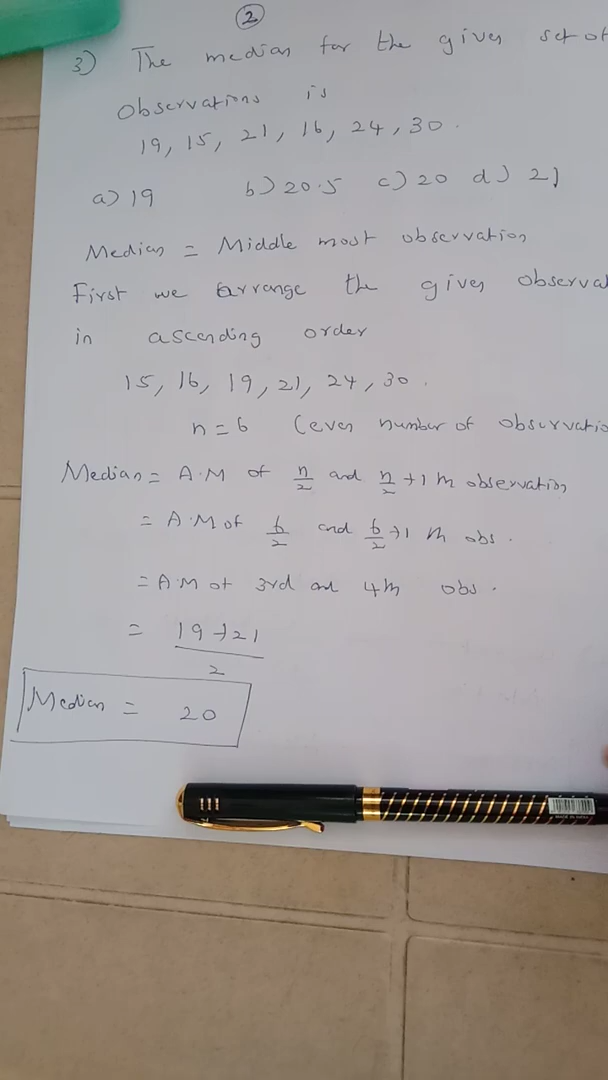 2
3) The median for the given set of
observations is
19, 15, 21, 16, 24, 30.
a) 19 b) 20.5 c) 20 d) 21
Median = Middle most observation
First we arrange the given observa
in ascending order
15, 16, 19, 21, 24, 30.
n = 6 (even number of observatio
Median = A.M of n/2 and n/2 +1 th observation
= A.M of 6/2 and 6/2 +1 th obs.
= A.M of 3rd and 4th obs.
= 19+21
2
Median = 20